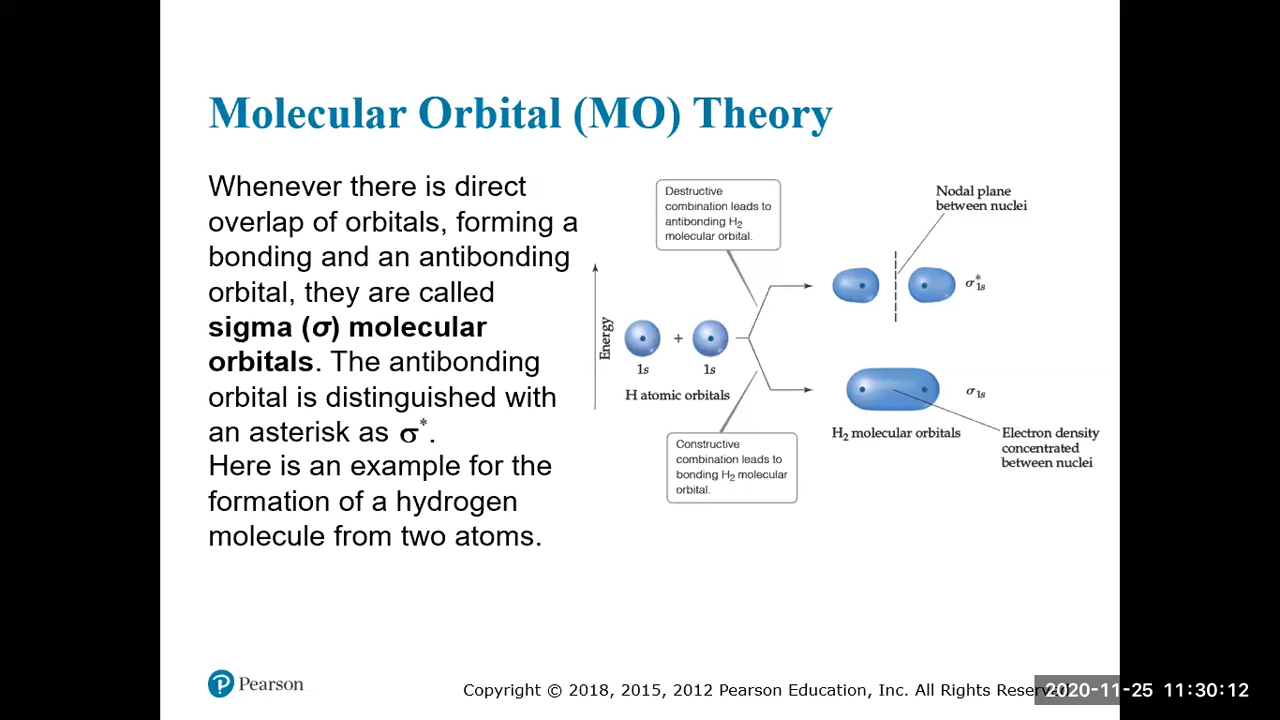 Molecular Orbital (MO) Theory
Whenever there is direct
overlap of orbitals, forming a
bonding and an antibonding
orbital, they are called
sigma (σ) molecular
orbitals. The antibonding
orbital is distinguished with
an asterisk as σ*.
Here is an example for the
formation of a hydrogen
molecule from two atoms.
Destructive
combination leads to
antibonding H₂
molecular orbital.
Nodal plane
between nuclei
σ*1s
Energy
+
1s
1s
H atomic orbitals
σ1s
H₂ molecular orbitals
Electron density
concentrated
between nuclei
Constructive
combination leads to
bonding H₂ molecular
orbital.
P Pearson
Copyright © 2018, 2015, 2012 Pearson Education, Inc. All Rights
2020-11-25 11:30:12